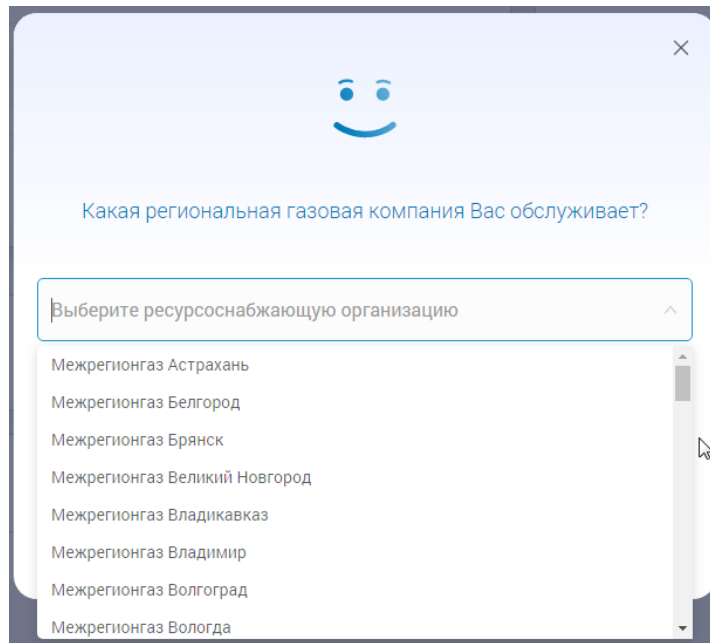 Какая региональная газовая компания Вас обслуживает?
Выберите ресурсоснабжающую организацию
Межрегионгаз Астрахань
Межрегионгаз Белгород
Межрегионгаз Брянск
Межрегионгаз Великий Новгород
Межрегионгаз Владикавказ
Межрегионгаз Владимир
Межрегионгаз Волгоград
Межрегионгаз Вологда